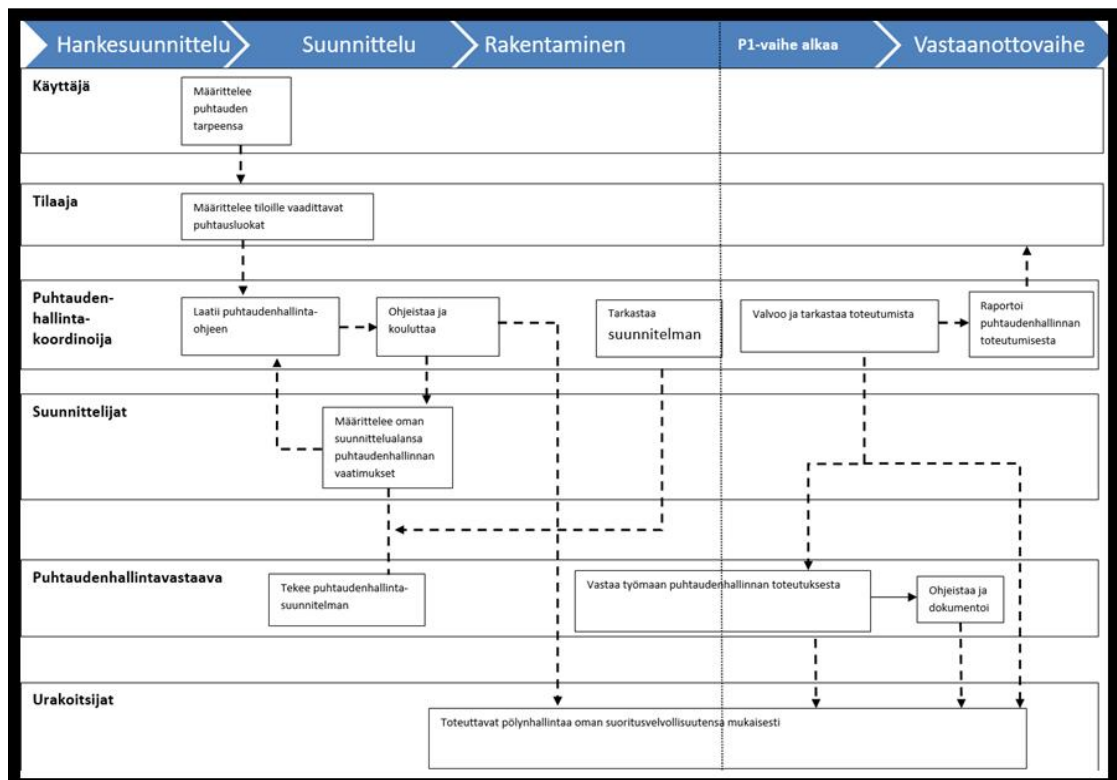 Hankesuunnittelu
Suunnittelu
Rakentaminen
P1-vaihe alkaa
Vastaanottovaihe
Käyttäjä
Määrittelee
puhtauden
tarpeensa
Tilaaja
Määrittelee tiloille vaadittavat
puhtausluokat
Puhtauden-
hallinta-
koordinoija
Laatii puhtaudenhallinta-
ohjeen
Ohjeistaa ja
kouluttaa
Tarkastaa
suunnitelman
Valvoo ja tarkastaa toteutumista
Raportoi
puhtaudenhallinnan
toteutumisesta
Suunnittelijat
Määrittelee oman
suunnittelualansa
puhtaudenhallinnan
vaatimukset
Puhtaudenhallintavastaava
Tekee puhtaudenhallinta-
suunnitelman
Vastaa työmaan puhtaudenhallinnan toteutuksesta
Ohjeistaa ja
dokumentoi
Urakoitsijat
Toteuttavat pölynhallintaa oman suoritusvelvollisuutensa mukaisesti